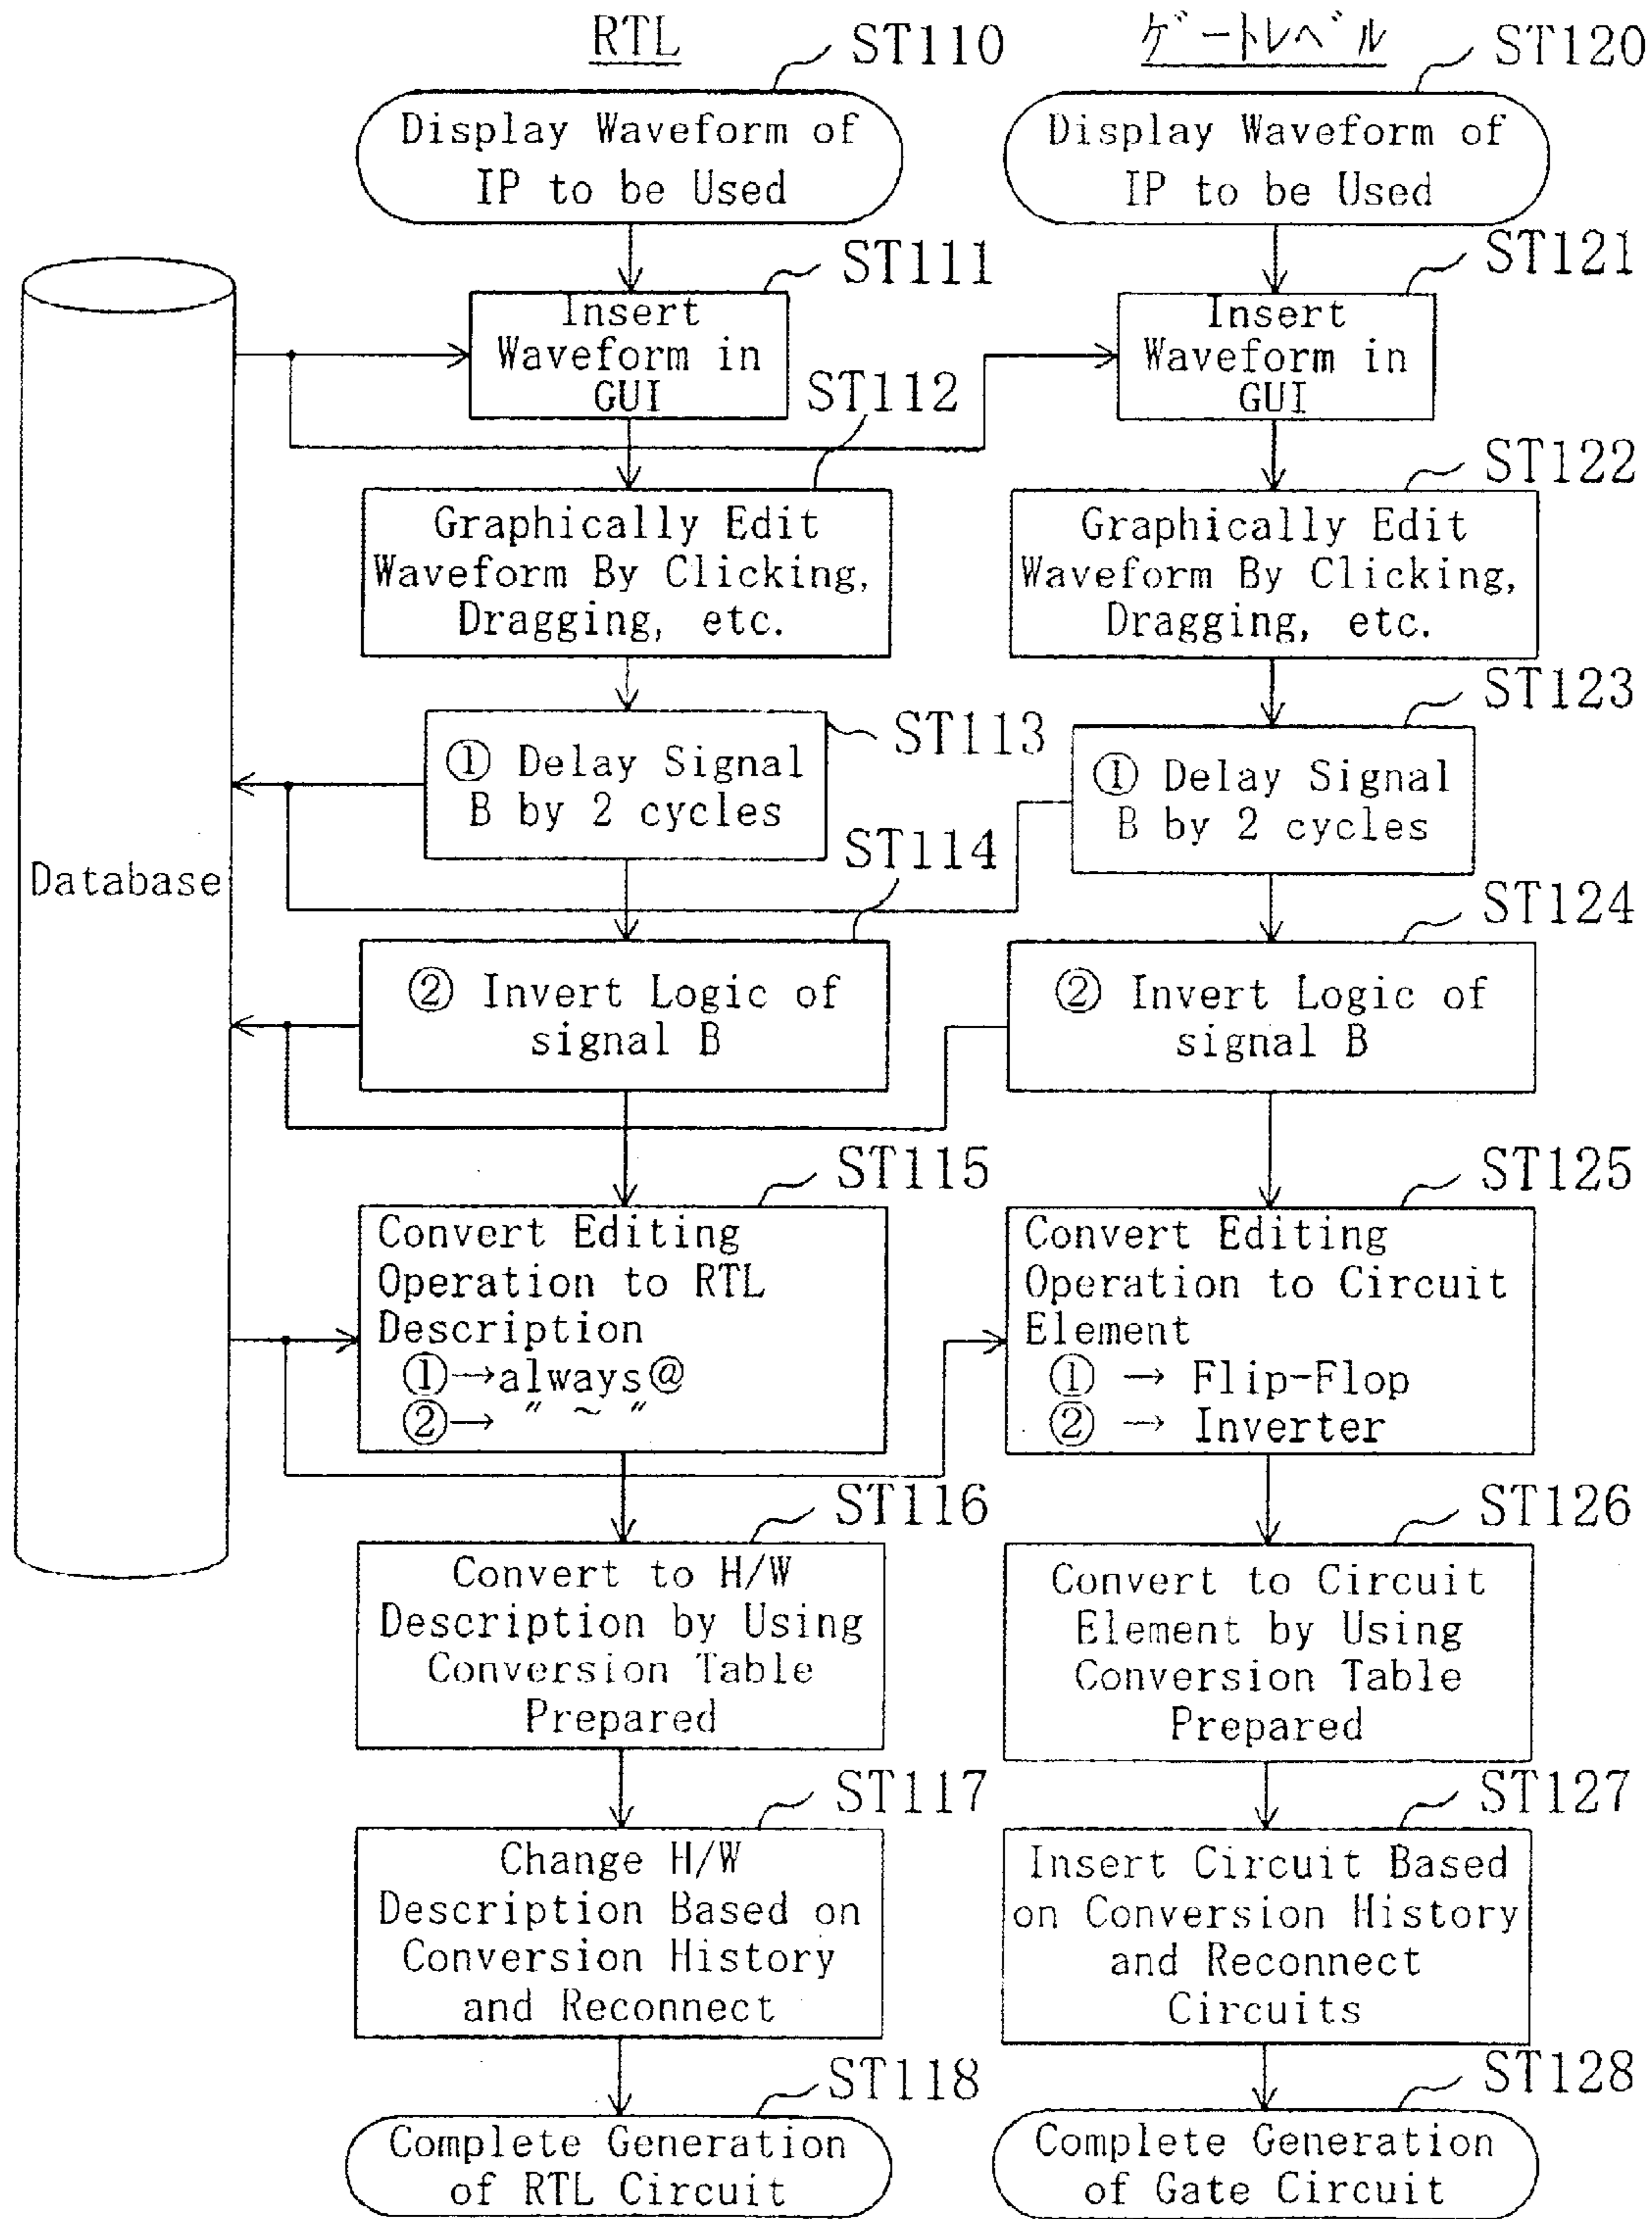 RTL
ゲートレベル
ST110
ST120
Display Waveform of
IP to be Used
Display Waveform of
IP to be Used
ST111
ST121
Insert
Waveform in
GUI
Insert
Waveform in
GUI
ST112
ST122
Graphically Edit
Waveform By Clicking,
Dragging, etc.
Graphically Edit
Waveform By Clicking,
Dragging, etc.
ST113
ST123
① Delay Signal
B by 2 cycles
① Delay Signal
B by 2 cycles
Database
ST114
ST124
② Invert Logic of
signal B
② Invert Logic of
signal B
ST115
ST125
Convert Editing
Operation to RTL
Description
①→always@
②→ " ~ "
Convert Editing
Operation to Circuit
Element
① → Flip-Flop
② → Inverter
ST116
ST126
Convert to H/W
Description by Using
Conversion Table
Prepared
Convert to Circuit
Element by Using
Conversion Table
Prepared
ST117
ST127
Change H/W
Description Based on
Conversion History
and Reconnect
Insert Circuit Based
on Conversion History
and Reconnect
Circuits
ST118
ST128
Complete Generation
of RTL Circuit
Complete Generation
of Gate Circuit